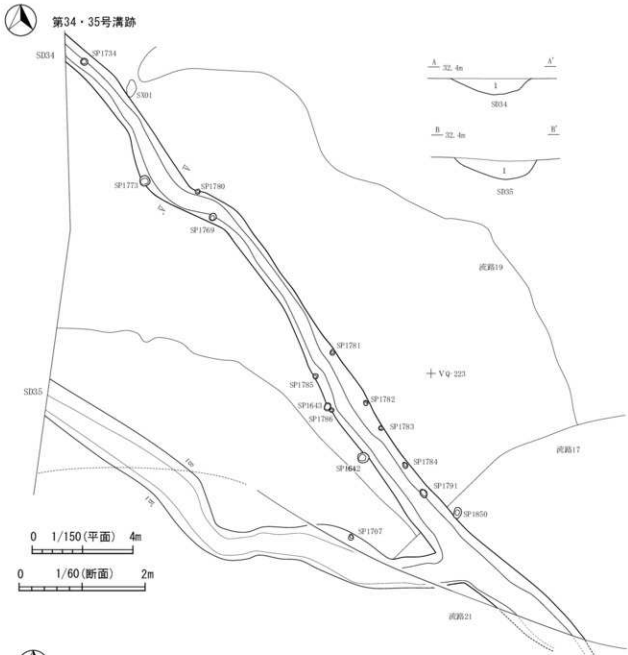 第34・35号溝跡
SD34
SP1734
SX01
A 32.4m A'
1
SD34
B 32.4m B'
1
SD35
SP1773
SP1780
SP1769
流路19
SP1781
VQ-223
SP1785
SD35
SP1643
SP1782
SP1786
SP1783
流路17
SP1642
SP1784
SP1791
SP1850
0 1/150(平面) 4m
SP1767
0 1/60(断面) 2m
流路21